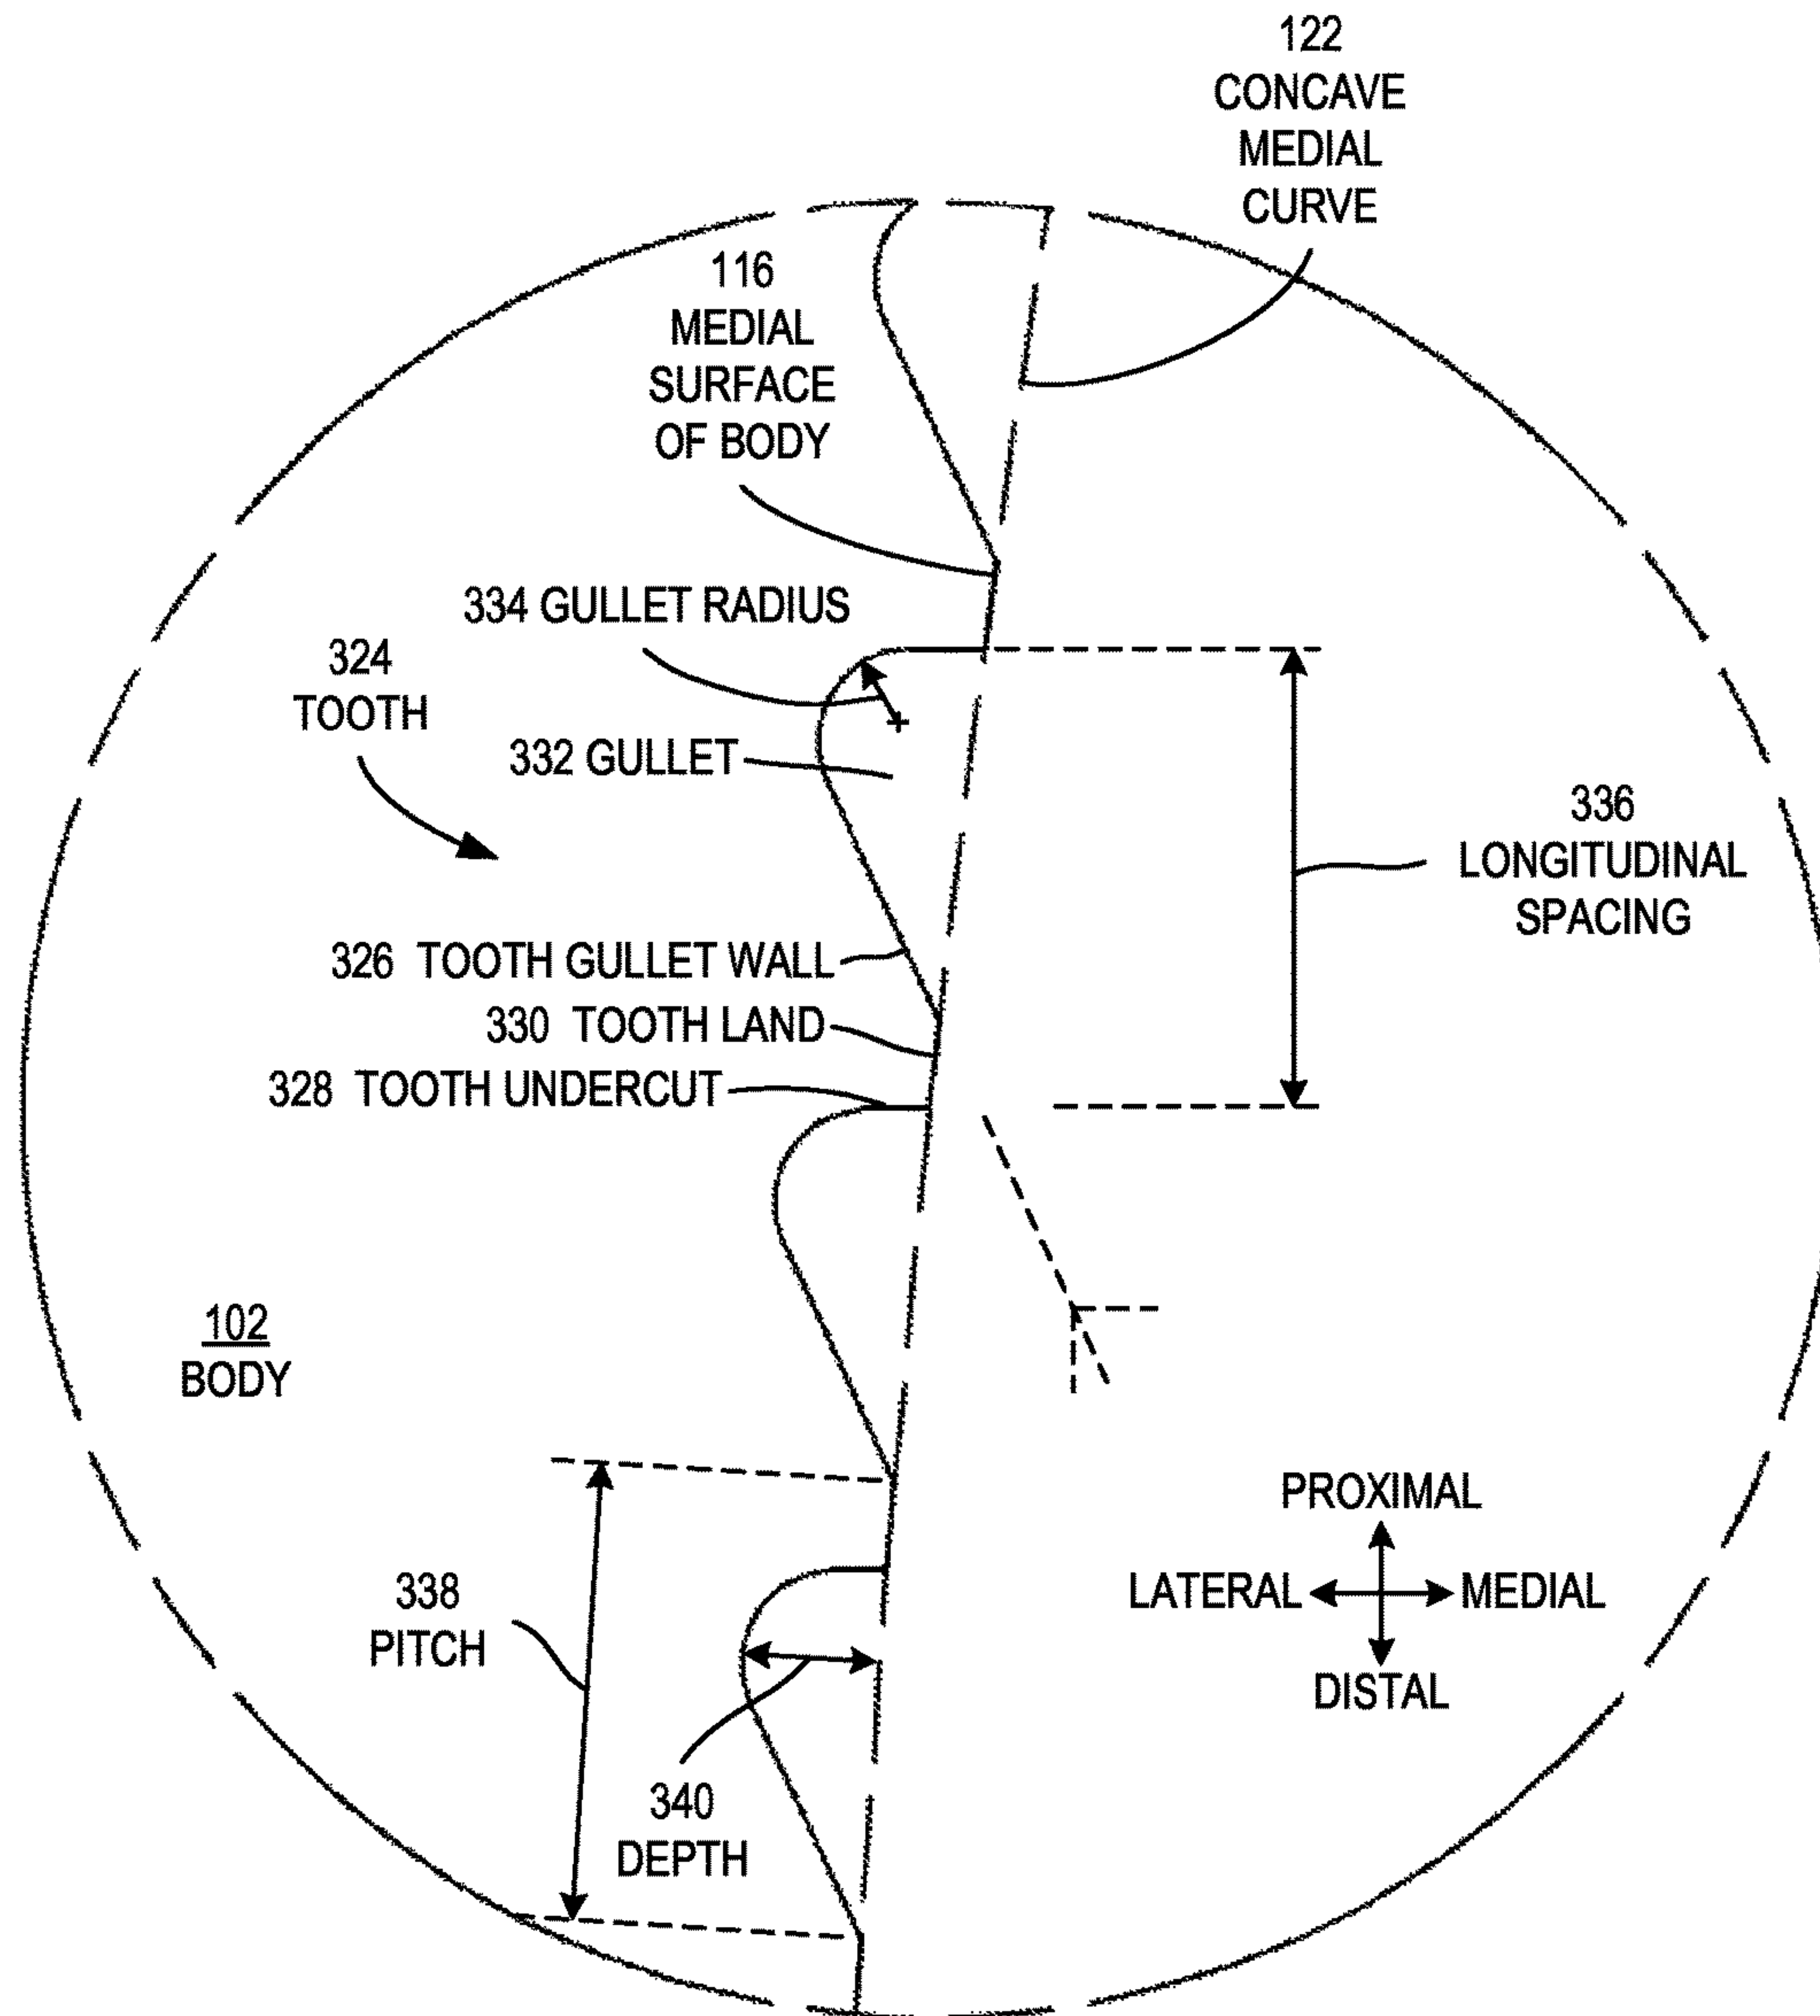 122
CONCAVE
MEDIAL
CURVE
116
MEDIAL
SURFACE
OF BODY
334 GULLET RADIUS
324
TOOTH
332 GULLET
336
LONGITUDINAL
SPACING
326 TOOTH GULLET WALL
330 TOOTH LAND
328 TOOTH UNDERCUT
102
BODY
PROXIMAL
LATERAL
MEDIAL
DISTAL
338
PITCH
340
DEPTH